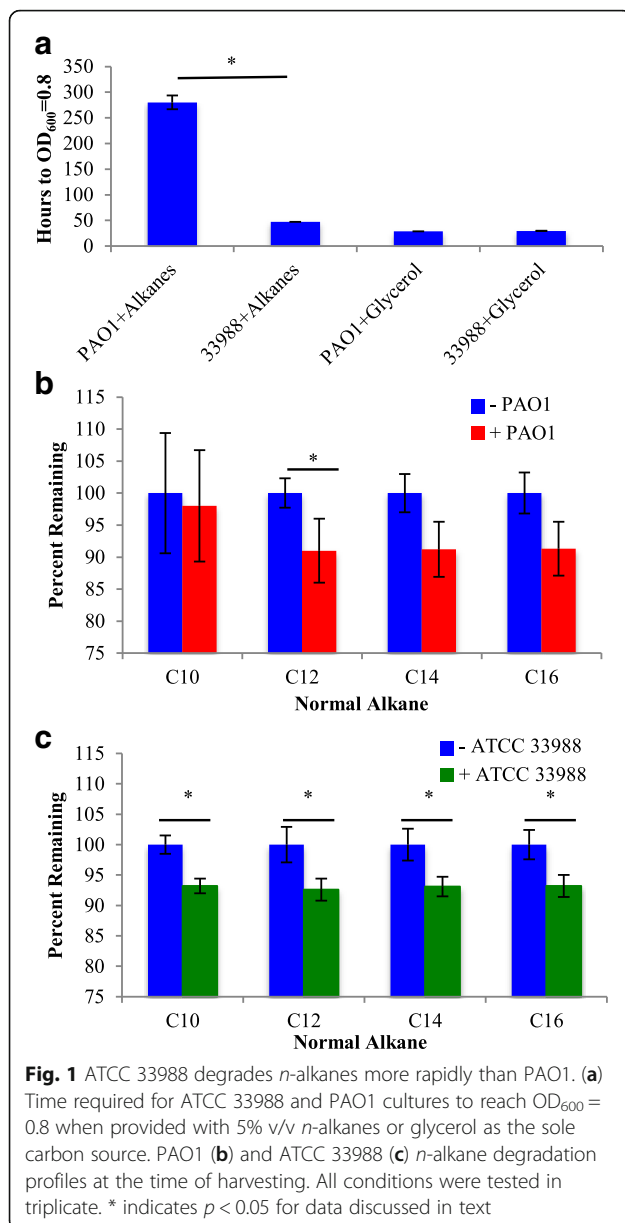 a
*
350
300
250
200
150
100
50
0
Hours to OD600=0.8
PAO1+Alkanes
33988+Alkanes
PAO1+Glycerol
33988+Glycerol
b
115
110
105
100
95
90
85
80
75
Percent Remaining
- PAO1
+ PAO1
*
C10 C12 C14 C16
Normal Alkane
c
115
110
105
100
95
90
85
80
75
Percent Remaining
- ATCC 33988
+ ATCC 33988
* * * *
C10 C12 C14 C16
Normal Alkane
Fig. 1 ATCC 33988 degrades n-alkanes more rapidly than PAO1. (a)
Time required for ATCC 33988 and PAO1 cultures to reach OD600 =
0.8 when provided with 5% v/v n-alkanes or glycerol as the sole
carbon source. PAO1 (b) and ATCC 33988 (c) n-alkane degradation
profiles at the time of harvesting. All conditions were tested in
triplicate. * indicates p < 0.05 for data discussed in text